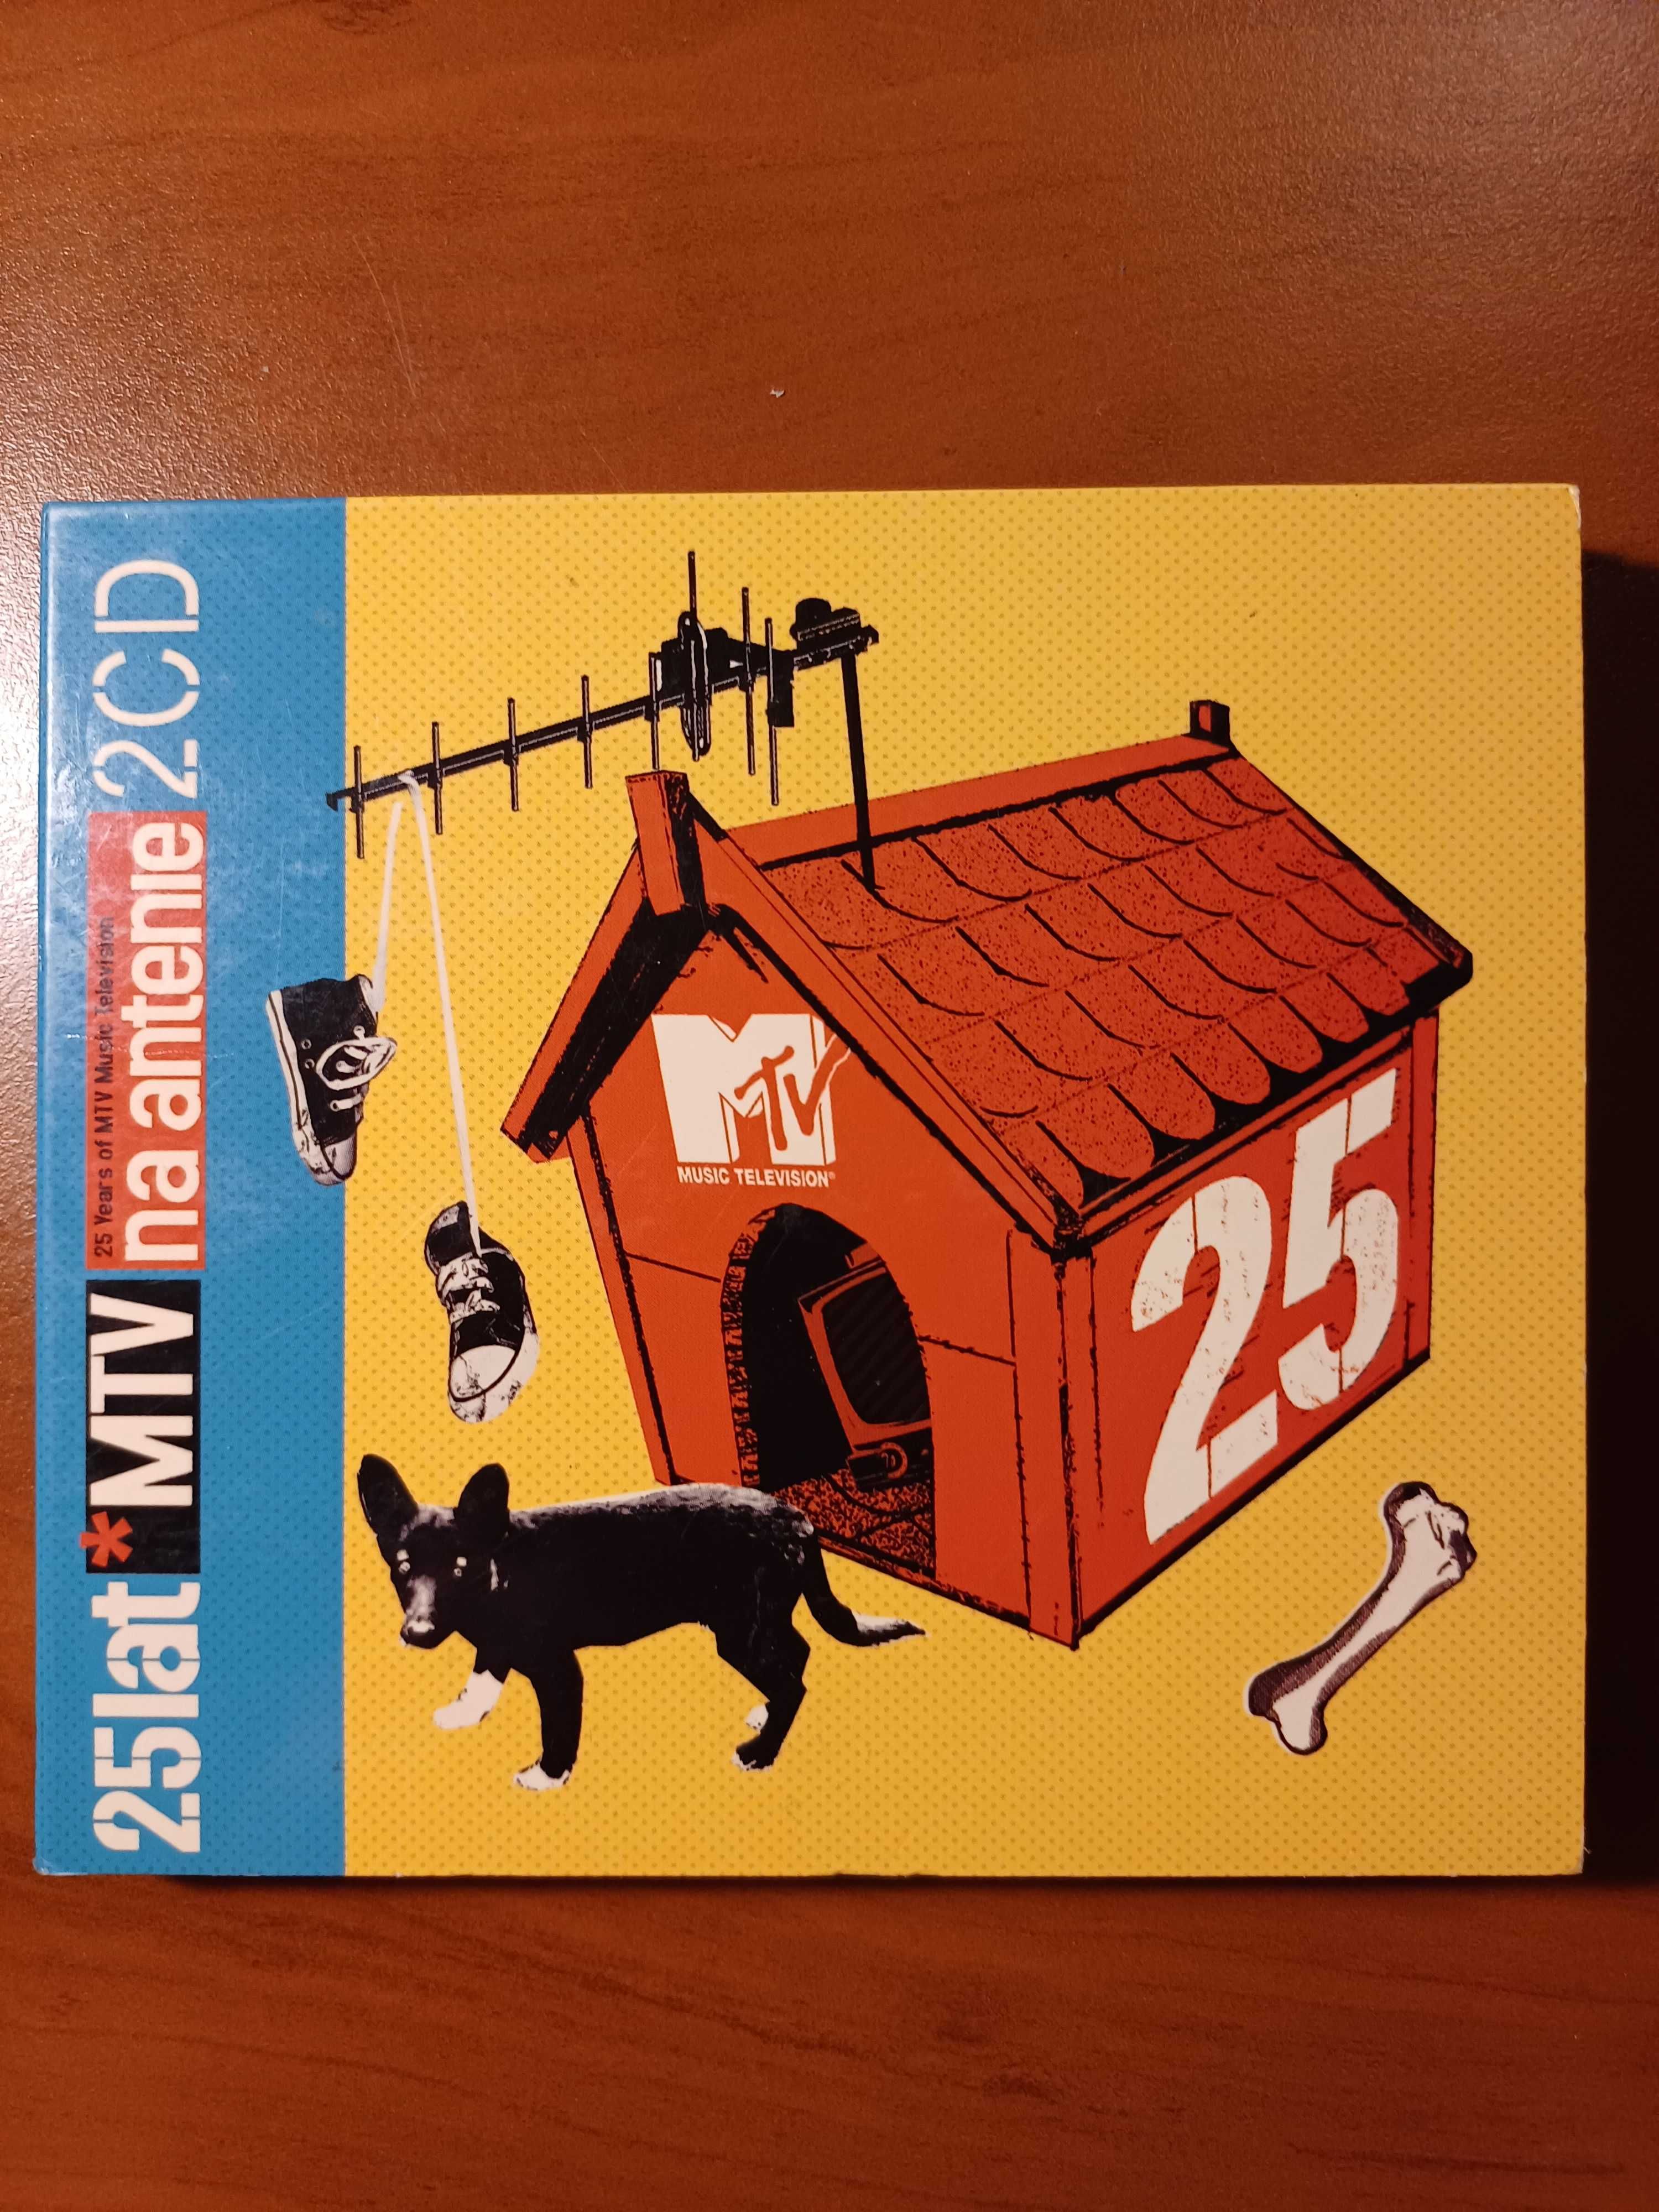 25 lat *MTV na antenie 2CD
25 Years of MTV Music Television
MTV
MUSIC TELEVISION®
25